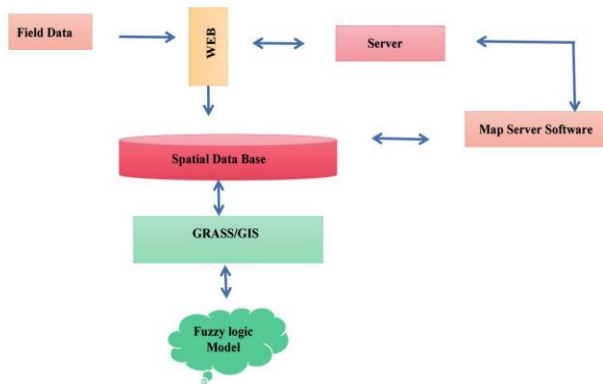 Field Data
WEB
Server
Map Server Software
Spatial Data Base
GRASS/GIS
Fuzzy logic
Model